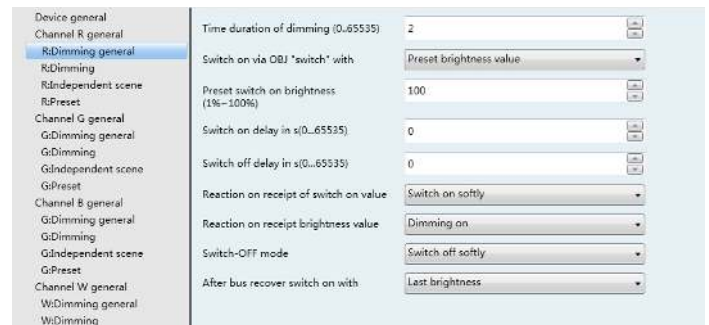 Device general
Channel R general
R:Dimming general
R:Dimming
R:Independent scene
R:Preset
Channel G general
G:Dimming general
G:Dimming
G:Independent scene
G:Preset
Channel B general
G:Dimming general
G:Dimming
G:Independent scene
G:Preset
Channel W general
W:Dimming general
W:Dimming
Time duration of dimming (0..65535) 2
Switch on via OBJ "switch" with Preset brightness value
Preset switch on brightness 100
(1%~100%)
Switch on delay in s(0...65535) 0
Switch off delay in s(0...65535) 0
Reaction on receipt of switch on value Switch on softly
Reaction on receipt brightness value Dimming on
Switch-OFF mode Switch off softly
After bus recover switch on with Last brightness